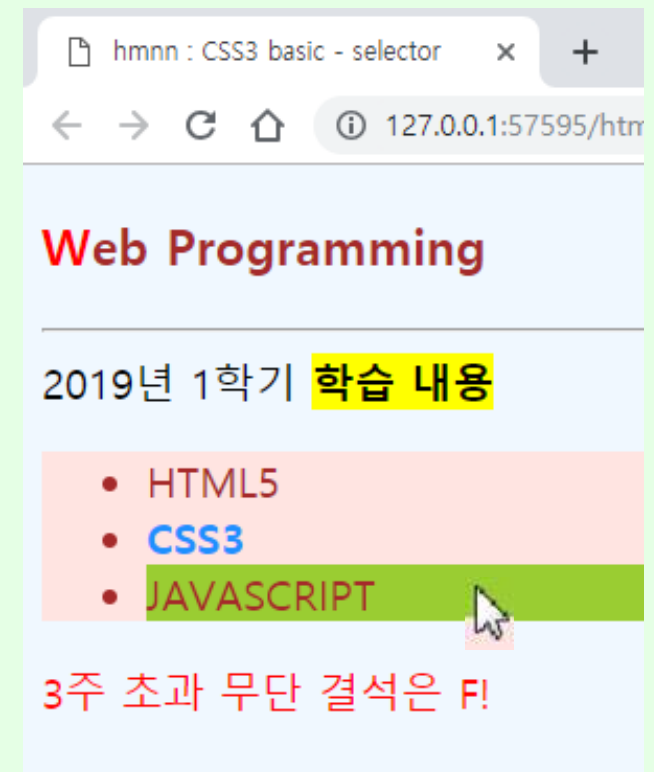 hmnn : CSS3 basic - selector
127.0.0.1:57595/htm
Web Programming
2019년 1학기 학습 내용
HTML5
CSS3
JAVASCRIPT
3주 초과 무단 결석은 F!